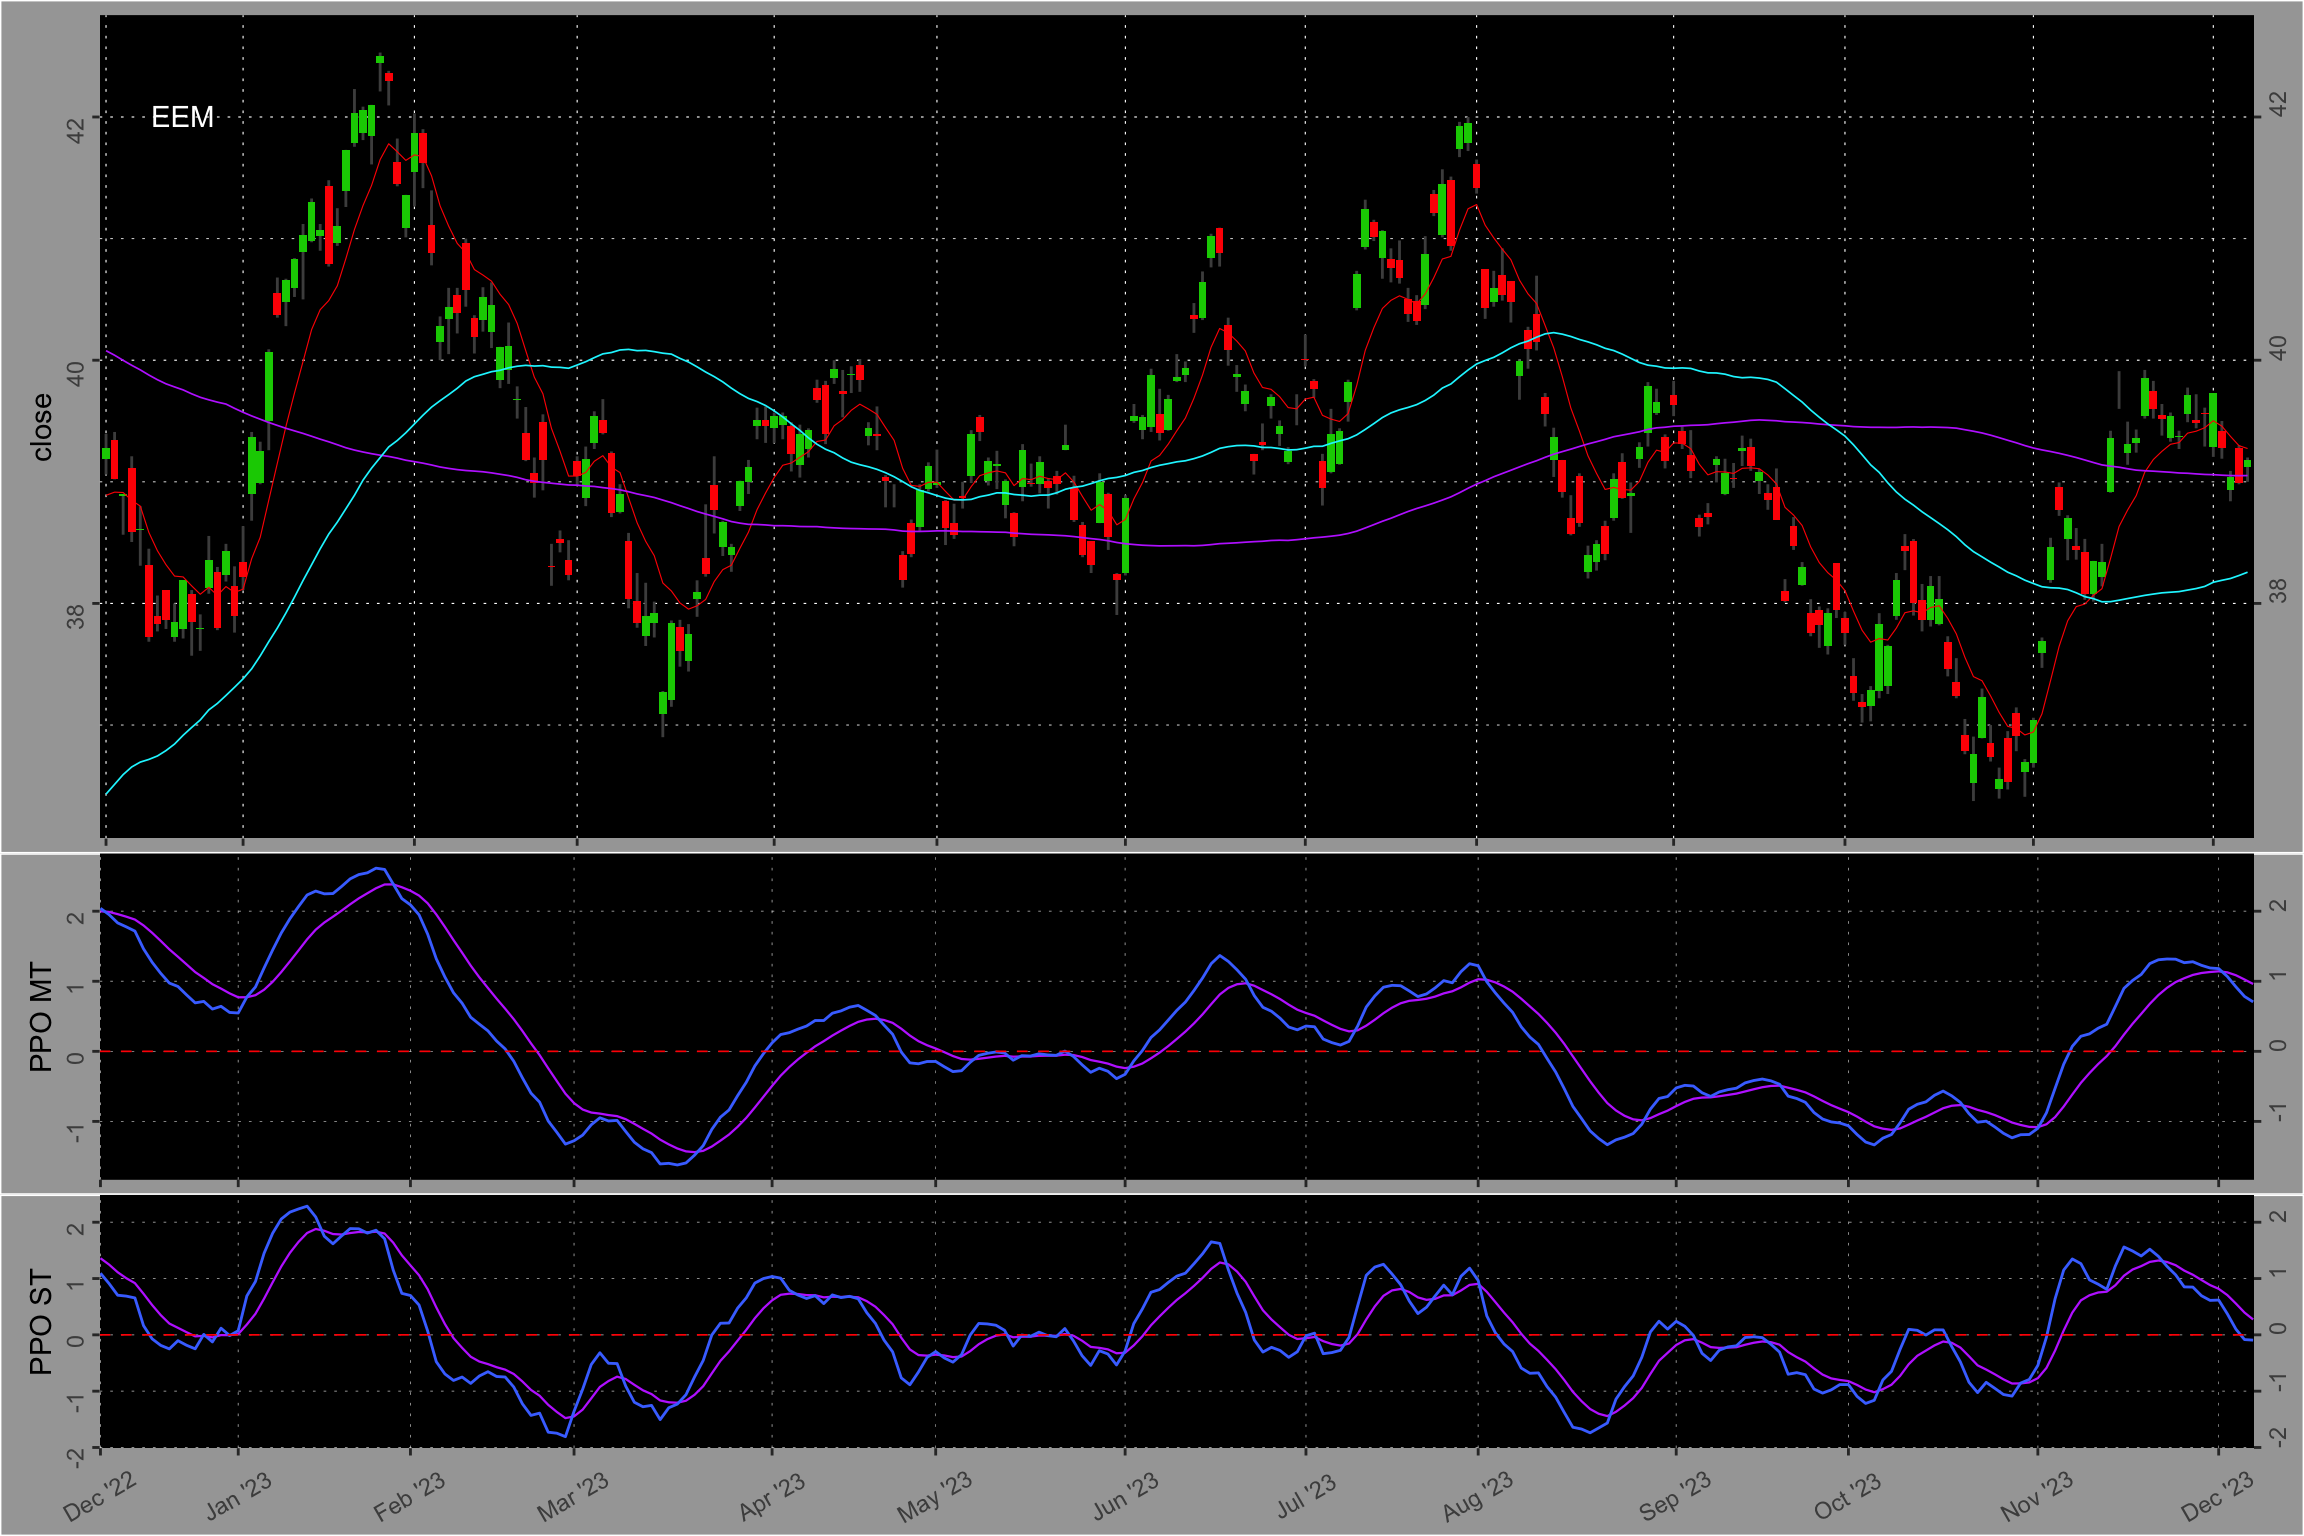 EEM
close
42
40
38
42
40
38
PPO MT
2
1
0
-1
2
1
0
-1
PPO ST
2
1
0
-1
-2
2
1
0
-1
-2
Dec '22
Jan '23
Feb '23
Mar '23
Apr '23
May '23
Jun '23
Jul '23
Aug '23
Sep '23
Oct '23
Nov '23
Dec '23